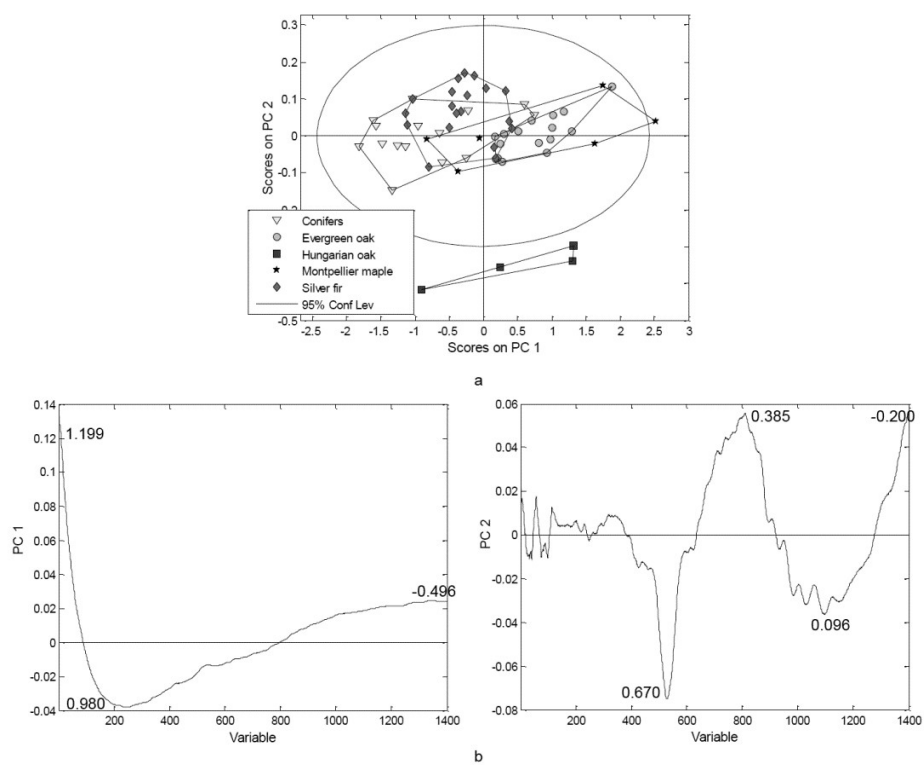 Scores on PC 2
0.3
0.2
0.1
0
-0.1
0.2
-0.5
Conifers
Evergreen oak
Hungarian oak
Montpellier maple
Silver fir
95% Conf Lev
-2.5 -2 -1.5 -1 -0.5 0 0.5 1 1.5 2 2.5 3
Scores on PC 1
a
PC 1
0.14
0.12
0.1
0.08
0.06
0.04
0.02
0
-0.02
-0.04
1.199
0.980
-0.496
200 400 600 800 1000 1200 1400
Variable
PC 2
0.06
0.04
0.02
0
-0.02
-0.04
-0.06
-0.08
0.385
-0.200
0.096
0.670
200 400 600 800 1000 1200 1400
Variable
b